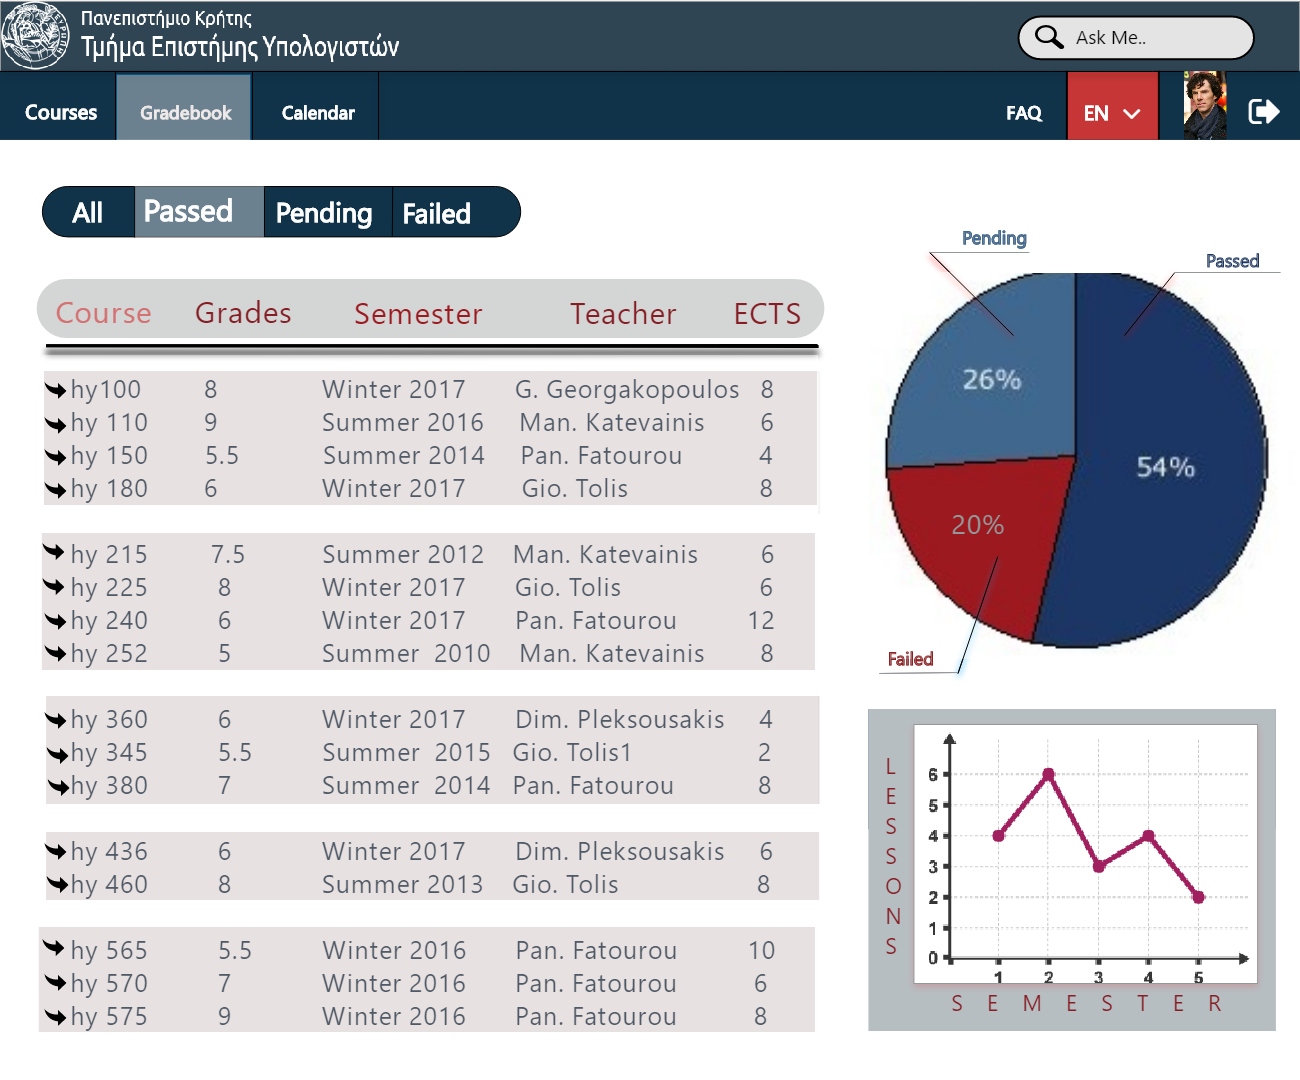 Πανεπιστήμιο Κρήτης
Τμήμα Επιστήμης Υπολογιστών
Ask Me..
Courses Gradebook Calendar FAQ EN
All Passed Pending Failed
Course Grades Semester Teacher ECTS
hy100 8 Winter 2017 G. Georgakopoulos 8
hy 110 9 Summer 2016 Man. Katevainis 6
hy 150 5.5 Summer 2014 Pan. Fatourou 4
hy 180 6 Winter 2017 Gio. Tolis 8
hy 215 7.5 Summer 2012 Man. Katevainis 6
hy 225 8 Winter 2017 Gio. Tolis 6
hy 240 6 Winter 2017 Pan. Fatourou 12
hy 252 5 Summer 2010 Man. Katevainis 8
hy 360 6 Winter 2017 Dim. Pleksousakis 4
hy 345 5.5 Summer 2015 Gio. Tolis1 2
hy 380 7 Summer 2014 Pan. Fatourou 8
hy 436 6 Winter 2017 Dim. Pleksousakis 6
hy 460 8 Summer 2013 Gio. Tolis 8
hy 565 5.5 Winter 2016 Pan. Fatourou 10
hy 570 7 Winter 2016 Pan. Fatourou 6
hy 575 9 Winter 2016 Pan. Fatourou 8
Pending
Passed
26%
54%
20%
Failed
LESSONS
6
5
4
3
2
1
0
1 2 3 4 5
SEMESTER